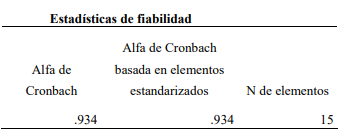 Estadísticas de fiabilidad
Alfa de Cronbach
Alfa de basada en elementos
Cronbach estandarizados N de elementos
.934 .934 15